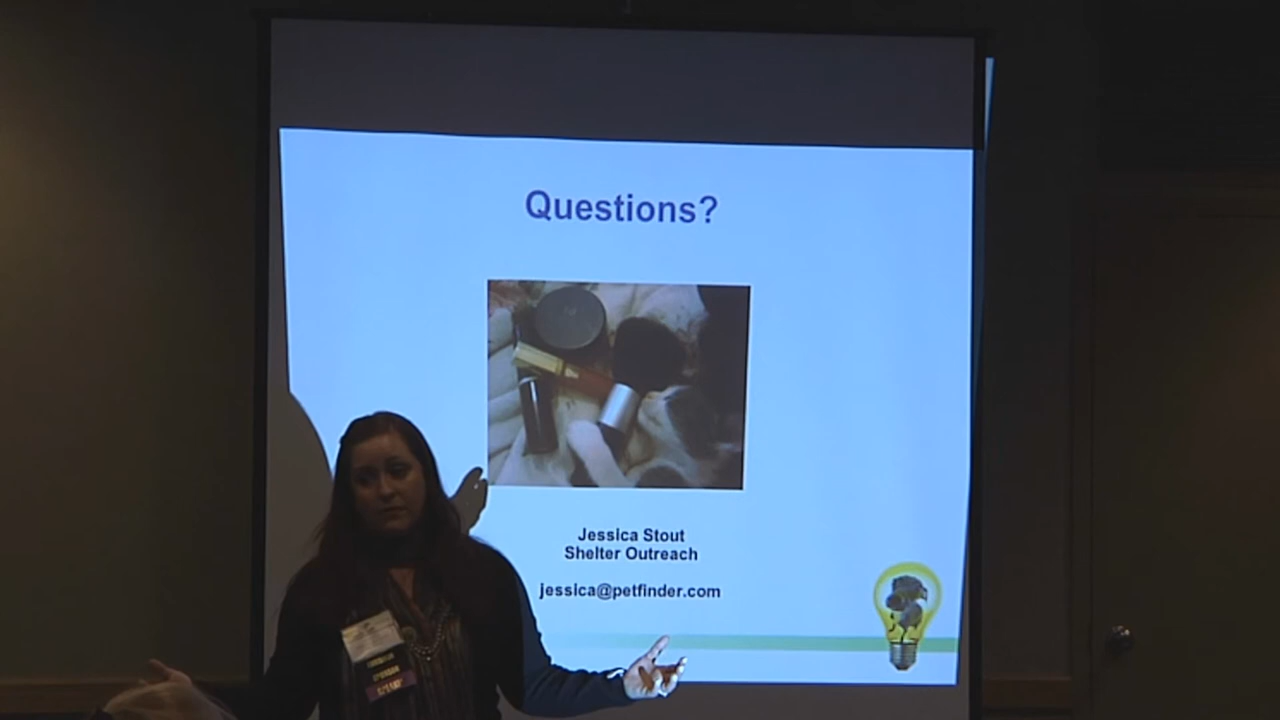 Questions?
Jessica Stout
Shelter Outreach
jessica@petfinder.com